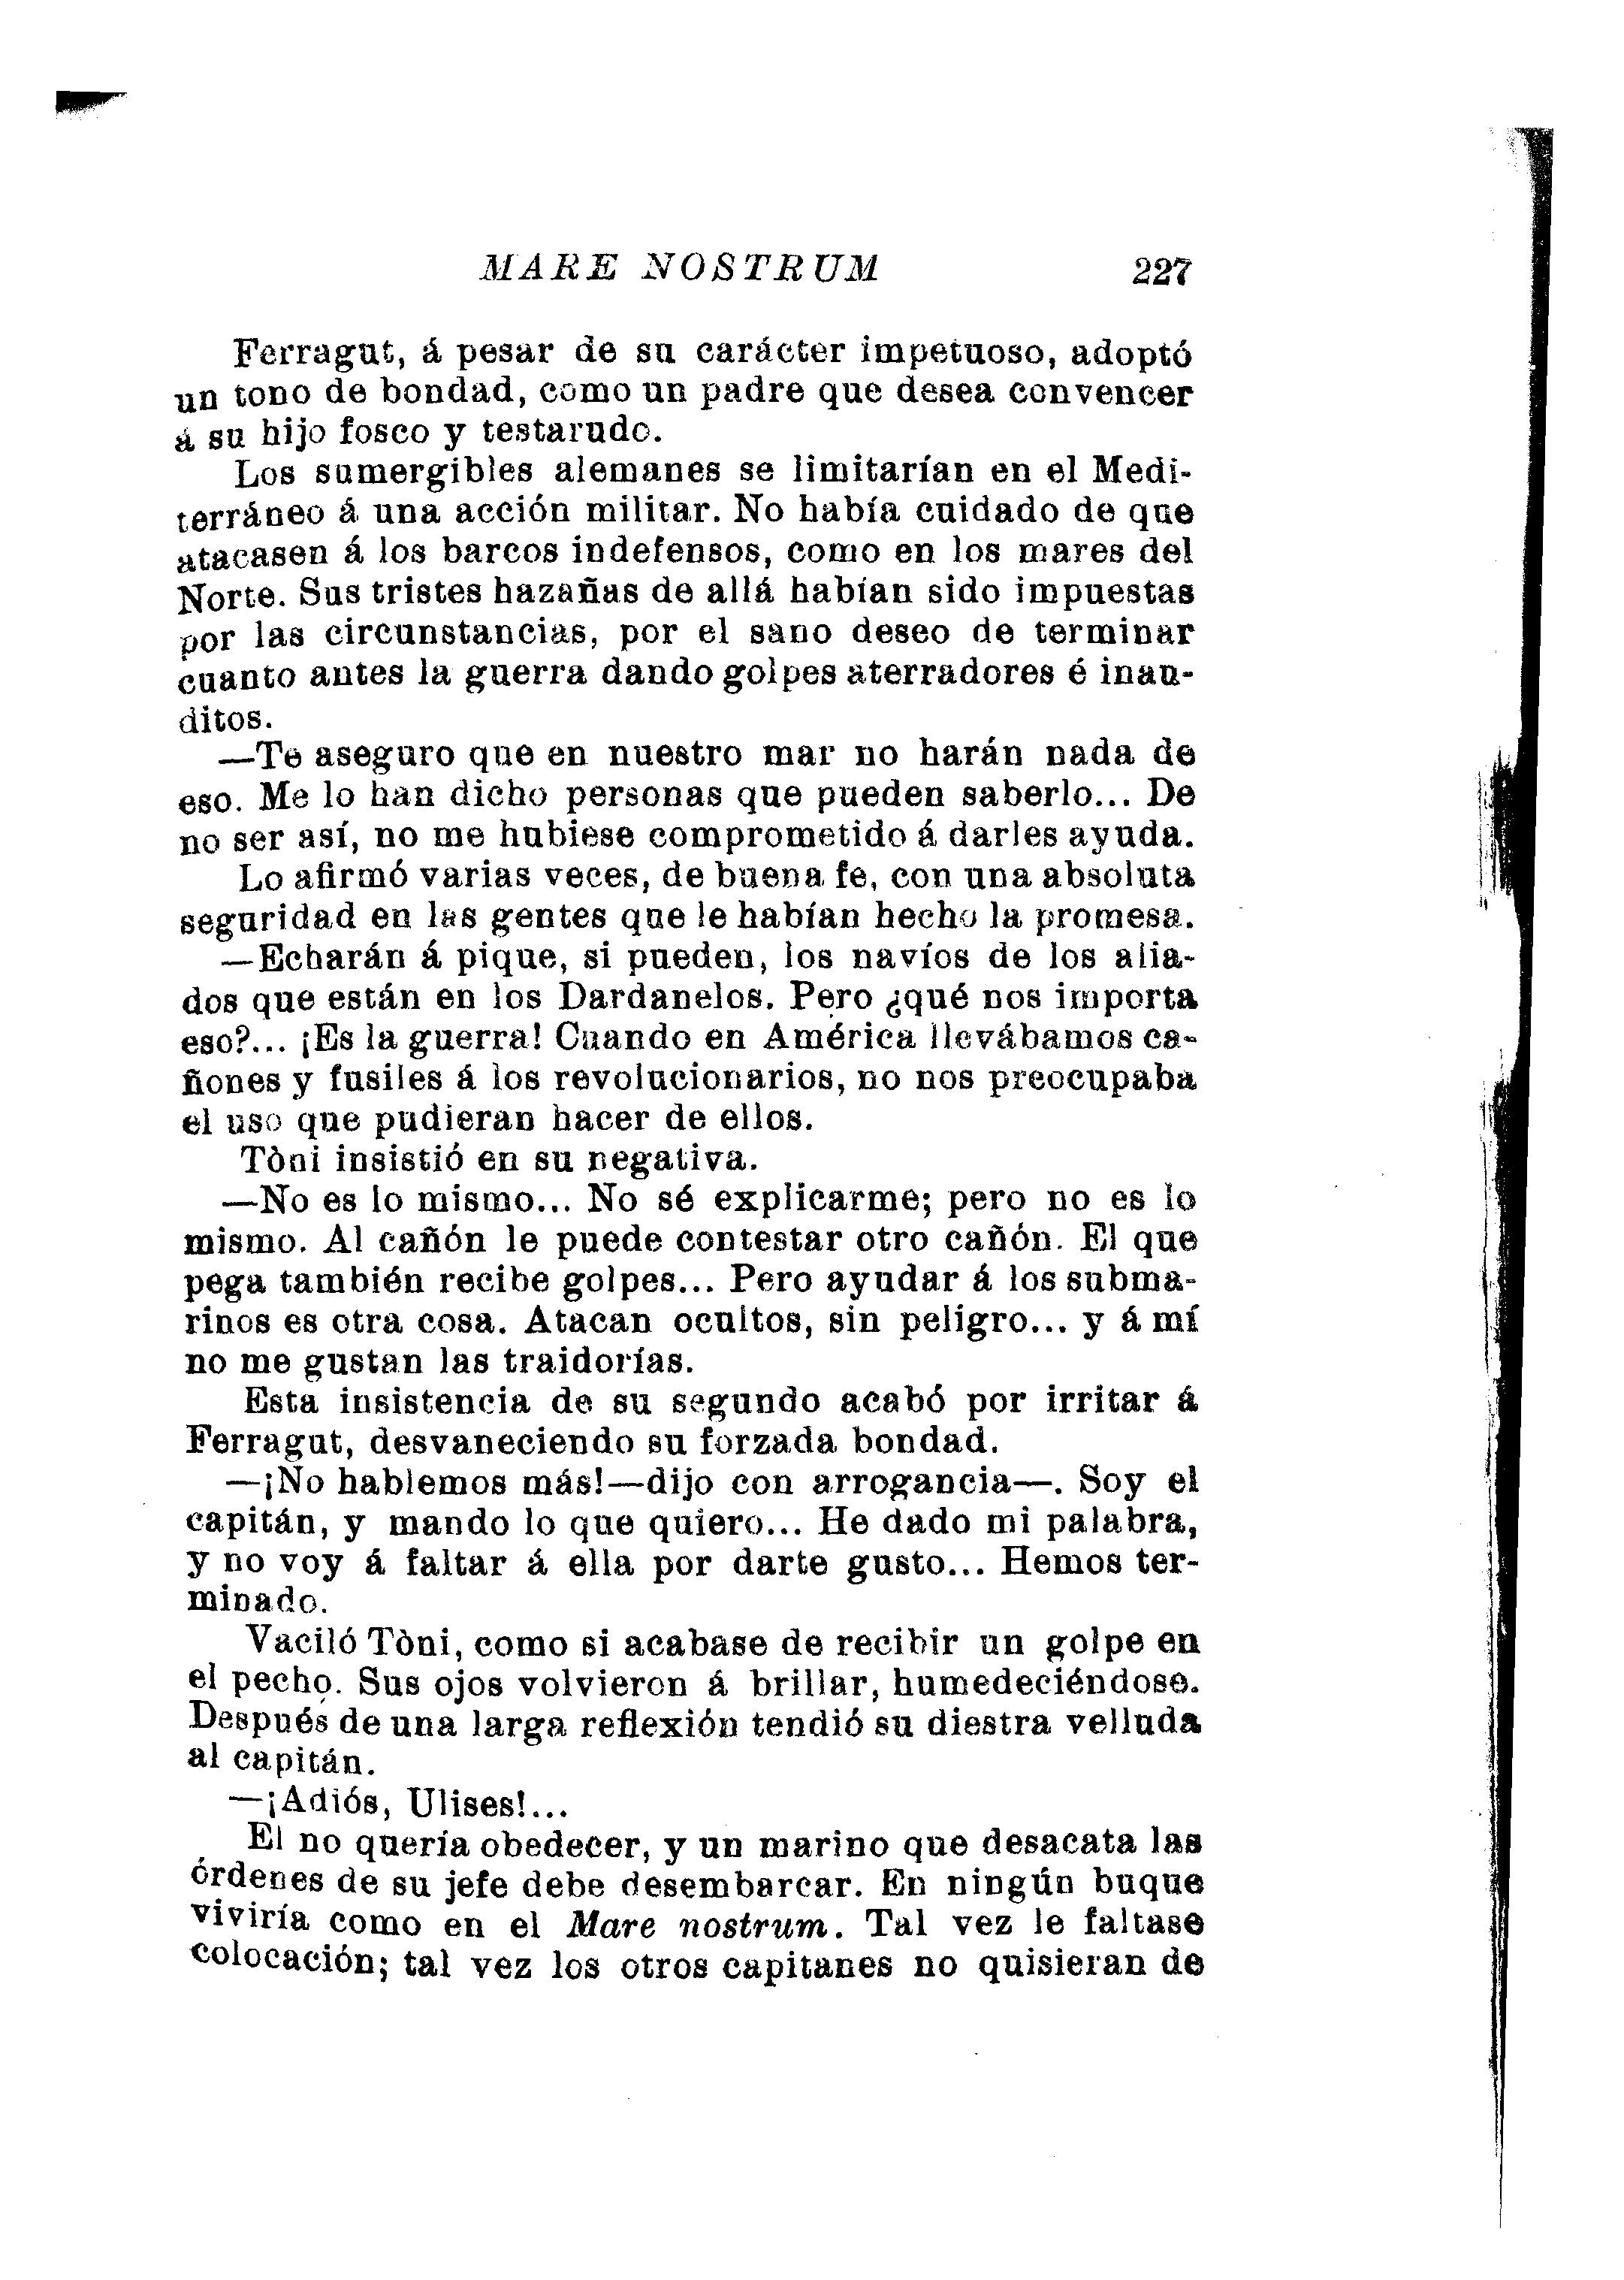 MARE NOSTRUM 227
Ferragut, á pesar de su carácter impetuoso, adoptó
un tono de bondad, como un padre que desea convencer
á su hijo fosco y testarudo.
Los sumergibles alemanes se limitarían en el Medi-
terráneo á una acción militar. No había cuidado de que
atacasen á los barcos indefensos, como en los mares del
Norte. Sus tristes hazañas de allá habían sido impuestas
por las circunstancias, por el sano deseo de terminar
cuanto antes la guerra dando golpes aterradores é inau-
ditos.
—Te aseguro que en nuestro mar no harán nada de
eso. Me lo han dicho personas que pueden saberlo... De
no ser así, no me hubiese comprometido á darles ayuda.
Lo afirmó varias veces, de buena fe, con una absoluta
seguridad en las gentes que le habían hecho la promesa.
—Echarán á pique, si pueden, los navíos de los alia-
dos que están en los Dardanelos. Pero ¿qué nos importa
eso?... ¡Es la guerra! Cuando en América llevábamos ca-
ñones y fusiles á los revolucionarios, no nos preocupaba
el uso que pudieran hacer de ellos.
Tòni insistió en su negativa.
—No es lo mismo... No sé explicarme; pero no es lo
mismo. Al cañón le puede contestar otro cañón. El que
pega también recibe golpes... Pero ayudar á los subma-
rinos es otra cosa. Atacan ocultos, sin peligro... y á mí
no me gustan las traidorías.
Esta insistencia de su segundo acabó por irritar á
Ferragut, desvaneciendo su forzada bondad.
—¡No hablemos más!—dijo con arrogancia—. Soy el
capitán, y mando lo que quiero... He dado mi palabra,
y no voy á faltar á ella por darte gusto... Hemos ter-
minado.
Vaciló Tòni, como si acabase de recibir un golpe en
el pecho. Sus ojos volvieron á brillar, humedeciéndose.
Después de una larga reflexión tendió su diestra velluda
al capitán.
—¡Adiós, Ulises!...
El no quería obedecer, y un marino que desacata las
órdenes de su jefe debe desembarcar. En ningún buque
viviría como en el Mare nostrum. Tal vez le faltase
colocación; tal vez los otros capitanes no quisieran de